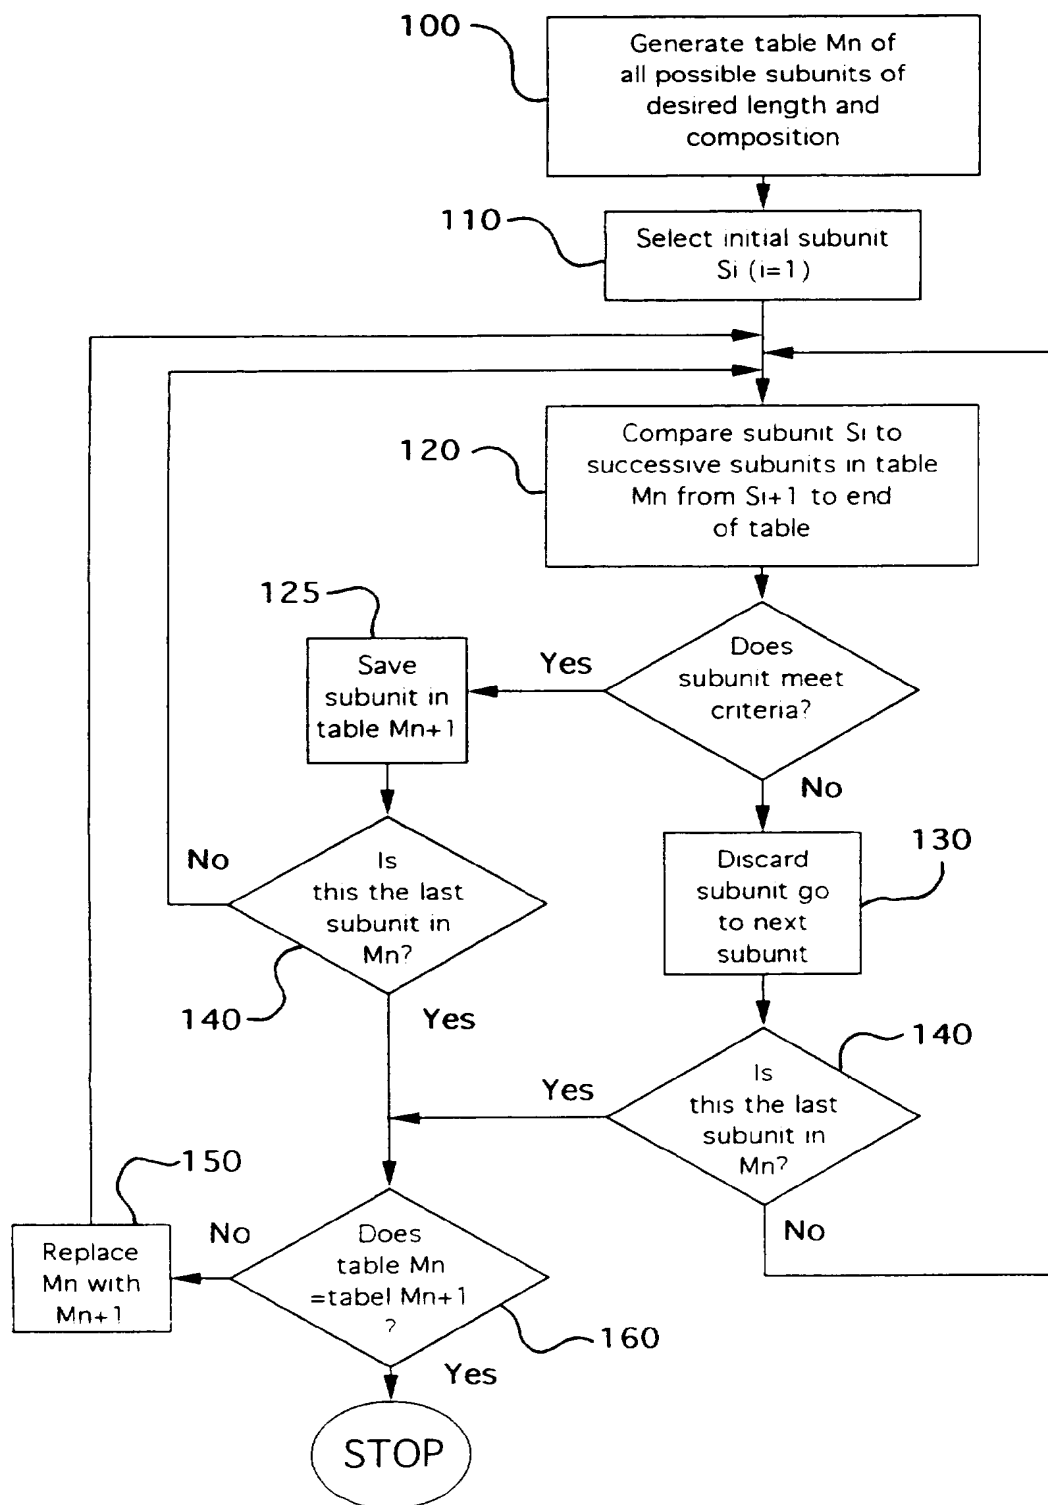 100
Generate table Mn of
all possible subunits of
desired length and
composition
110
Select initial subunit
Si (i=1)
120
Compare subunit Si to
successive subunits in table
Mn from Si+1 to end
of table
125
Save
subunit in
table Mn+1
Yes
Does
subunit meet
criteria?
No
130
Discard
subunit go
to next
subunit
No
Is
this the last
subunit in
Mn?
140
Yes
140
Yes
Is
this the last
subunit in
Mn?
No
150
Replace
Mn with
Mn+1
No
Does
table Mn
=tabel Mn+1
?
160
Yes
STOP